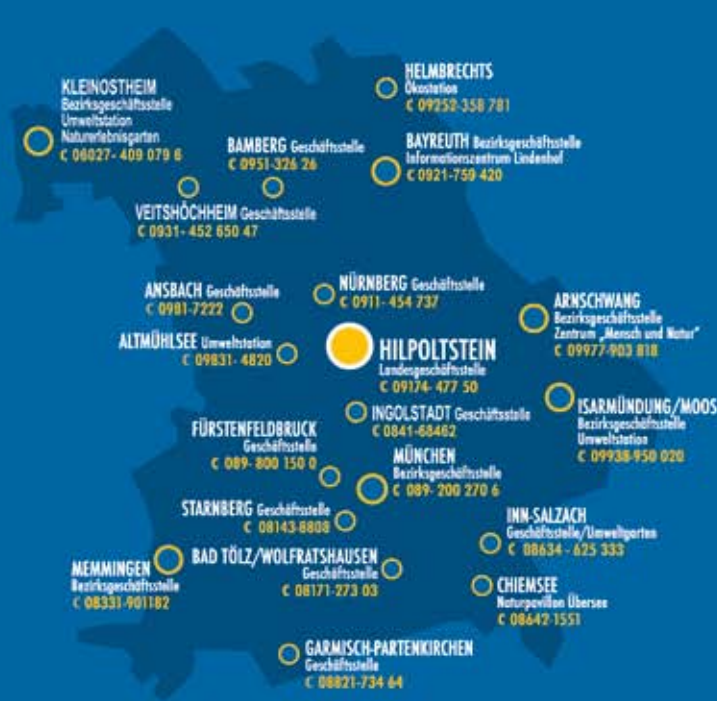 HELMBRECHTS
Ökostation
C 09252-358 781
KLEINOSTHEIM
Bezirksgeschäftsstelle
Umweltstation
Naturerlebnisgarten
C 06027- 409 079 6
BAMBERG Geschäftsstelle
C 0951-326 26
BAYREUTH Bezirksgeschäftsstelle
Informationszentrum Lindenhof
C 0921-759 420
VEITSHÖCHHEIM Geschäftsstelle
C 0931- 452 650 47
ANSBACH Geschäftsstelle
C 0981-7222
NÜRNBERG Geschäftsstelle
C 0911- 454 737
ARNSCHWANG
Bezirksgeschäftsstelle
Zentrum „Mensch und Natur"
C 09977-903 818
ALTMÜHLSEE Umweltstation
C 09831- 4820
HILPOLTSTEIN
Landesgeschäftsstelle
C 09174- 477 50
INGOLSTADT Geschäftsstelle
C 0841-68462
ISARMÜNDUNG/MOOS
Bezirksgeschäftsstelle
Umweltstation
C 09938-950 020
FÜRSTENFELDBRUCK
Geschäftsstelle
C 089- 800 150 0
MÜNCHEN
Bezirksgeschäftsstelle
C 089- 200 270 6
STARNBERG Geschäftsstelle
C 08143-8808
INN-SALZACH
Geschäftsstelle/Umweltgarten
C 08634 - 625 333
MEMMINGEN
Bezirksgeschäftsstelle
C 08331-901182
BAD TÖLZ/WOLFRATSHAUSEN
Geschäftsstelle
C 08171-273 03
CHIEMSEE
Naturpavillon Übersee
C 08642-1551
GARMISCH-PARTENKIRCHEN
Geschäftsstelle
C 08821-734 64